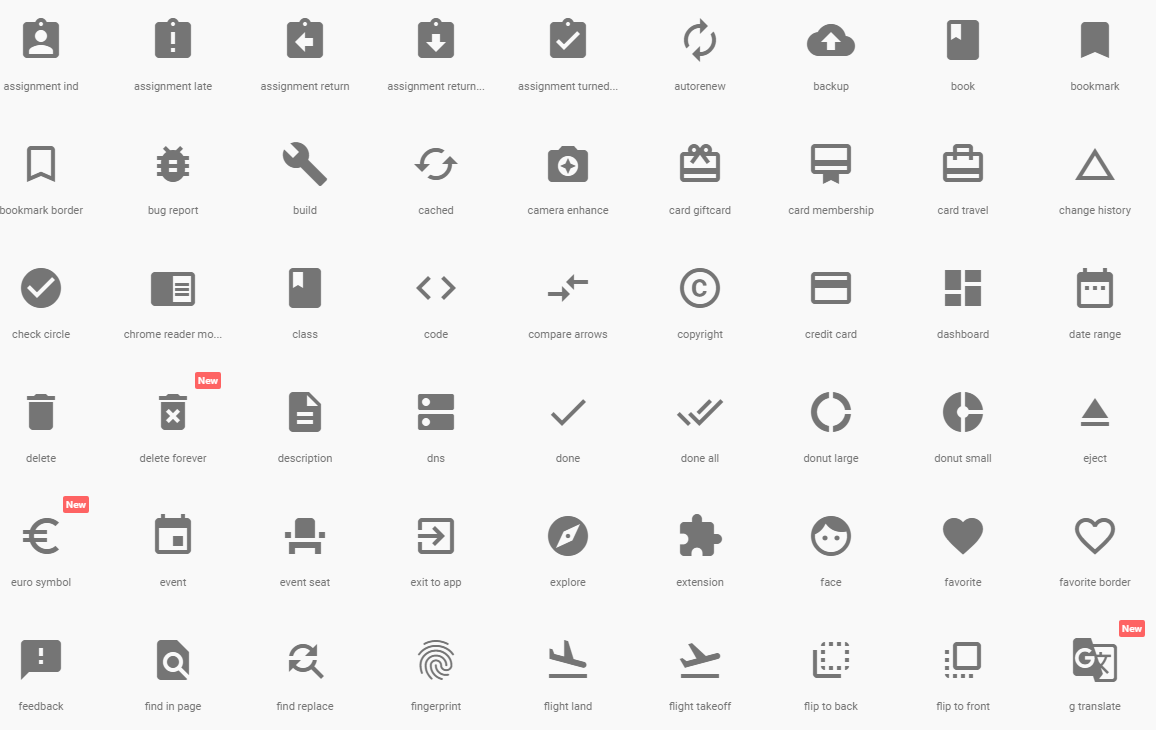 assignment ind
assignment late
assignment return
assignment return...
assignment turned...
autorenew
backup
book
bookmark
bookmark border
bug report
build
cached
camera enhance
card giftcard
card membership
card travel
change history
check circle
chrome reader mo...
class
code
compare arrows
C
copyright
credit card
dashboard
date range
delete
New
delete forever
description
dns
done
done all
donut large
donut small
eject
New
euro symbol
event
event seat
exit to app
explore
extension
face
favorite
favorite border
feedback
find in page
find replace
fingerprint
flight land
flight takeoff
flip to back
flip to front
New
G 文
g translate